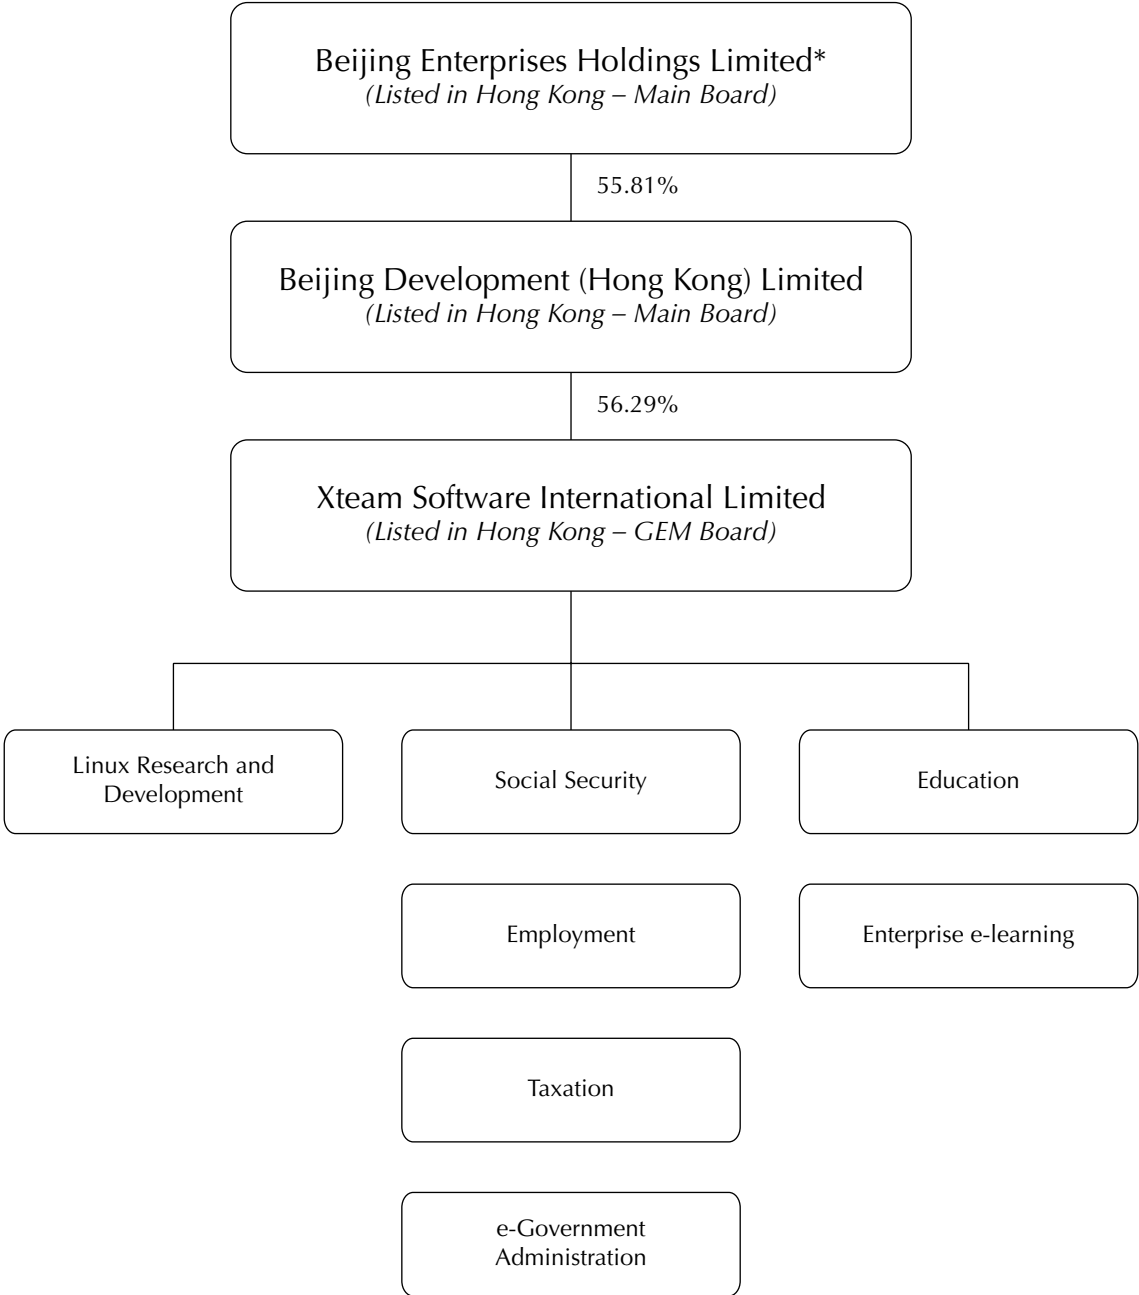 Beijing Enterprises Holdings Limited*
(Listed in Hong Kong – Main Board)
55.81%
Beijing Development (Hong Kong) Limited
(Listed in Hong Kong – Main Board)
56.29%
Xteam Software International Limited
(Listed in Hong Kong – GEM Board)
Linux Research and
Development
Social Security
Education
Employment
Enterprise e-learning
Taxation
e-Government
Administration